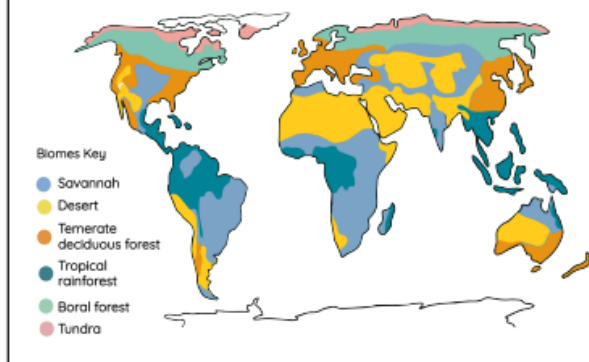 Biomes Key
Savannah
Desert
Temerate
deciduous forest
Tropical
rainforest
Boral forest
Tundra